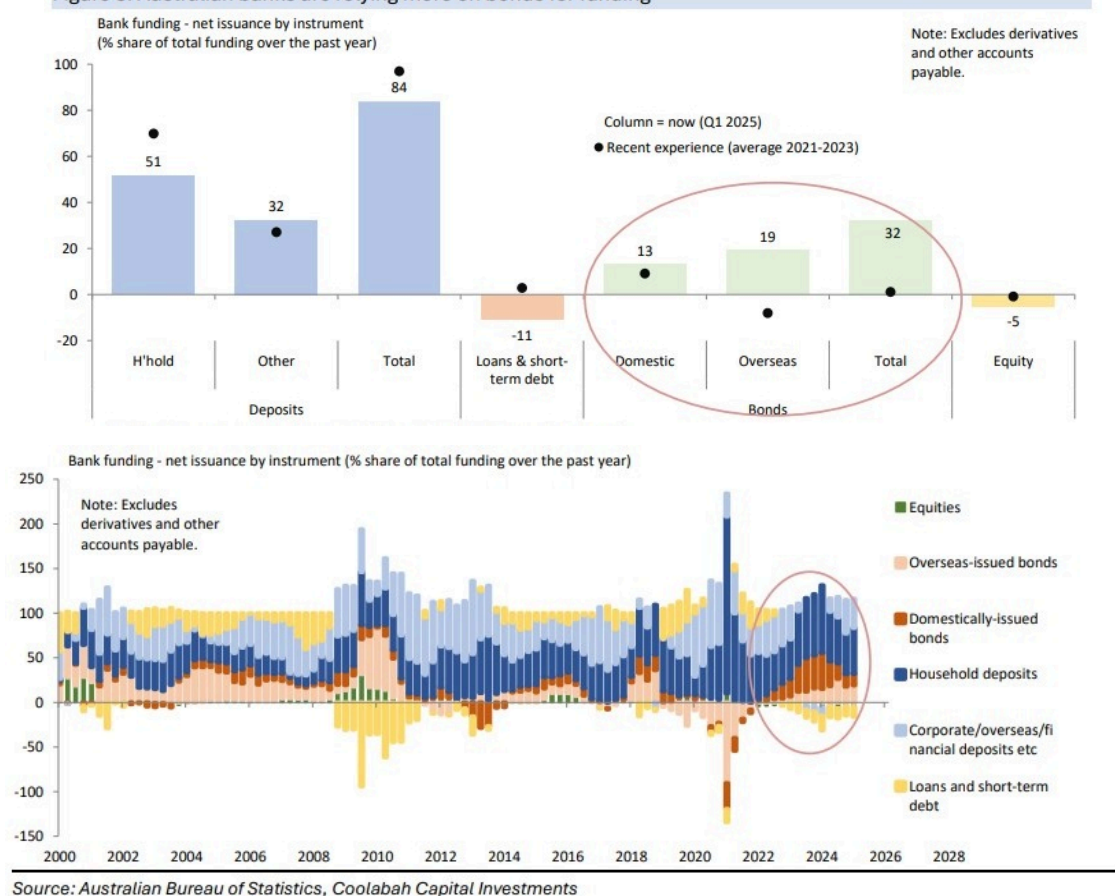 Bank funding - net issuance by instrument
(% share of total funding over the past year)
Note: Excludes derivatives
and other accounts
payable.
100
80
60
40
20
0
-20
51
32
84
-11
13
19
32
-5
Column = now (Q1 2025)
Recent experience (average 2021-2023)
H'hold
Other
Total
Loans & short-
term debt
Domestic
Overseas
Total
Equity
Deposits
Bonds
Bank funding - net issuance by instrument (% share of total funding over the past year)
250
200
150
100
50
0
-50
-100
-150
Note: Excludes
derivatives and other
accounts payable.
Equities
Overseas-issued bonds
Domestically-issued
bonds
Household deposits
Corporate/overseas/fi
nancial deposits etc
Loans and short-term
debt
2000 2002 2004 2006 2008 2010 2012 2014 2016 2018 2020 2022 2024 2026 2028
Source: Australian Bureau of Statistics, Coolabah Capital Investments